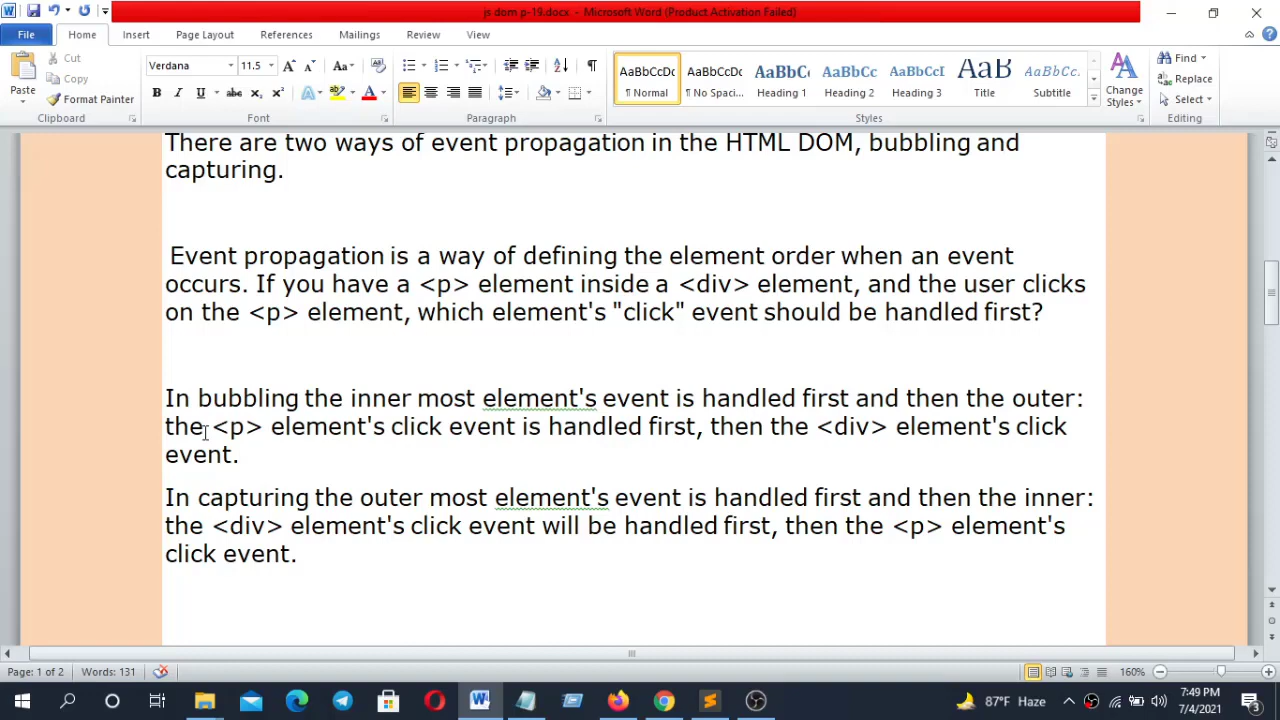 js dom p-19.docx - Microsoft Word (Product Activation Failed)
File Home Insert Page Layout References Mailings Review View
Cut
Copy
Format Painter
Paste
Verdana 11.5
AaBbCcDc AaBbCcDc AaBbC AaBbCc AaBbCcI AaB AaBbCc.
¶ Normal ¶ No Spaci... Heading 1 Heading 2 Heading 3 Title Subtitle
Change
Styles
Find
Replace
Select
Clipboard Font Paragraph Styles Editing
There are two ways of event propagation in the HTML DOM, bubbling and
capturing.
Event propagation is a way of defining the element order when an event
occurs. If you have a <p> element inside a <div> element, and the user clicks
on the <p> element, which element's "click" event should be handled first?
In bubbling the inner most element's event is handled first and then the outer:
the <p> element's click event is handled first, then the <div> element's click
event.
In capturing the outer most element's event is handled first and then the inner:
the <div> element's click event will be handled first, then the <p> element's
click event.
Page: 1 of 2 Words: 131 160%
87°F Haze 7:49 PM
7/4/2021
3